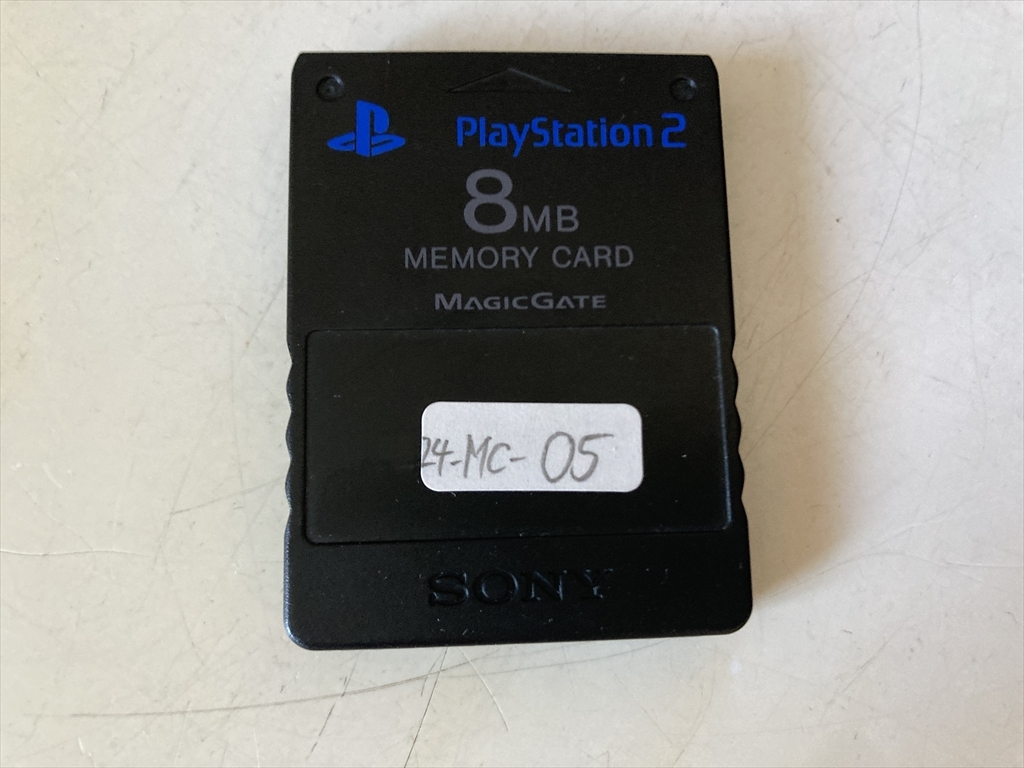 PlayStation 2
8MB
MEMORY CARD
MAGICGATE
24-MC-05
SONY